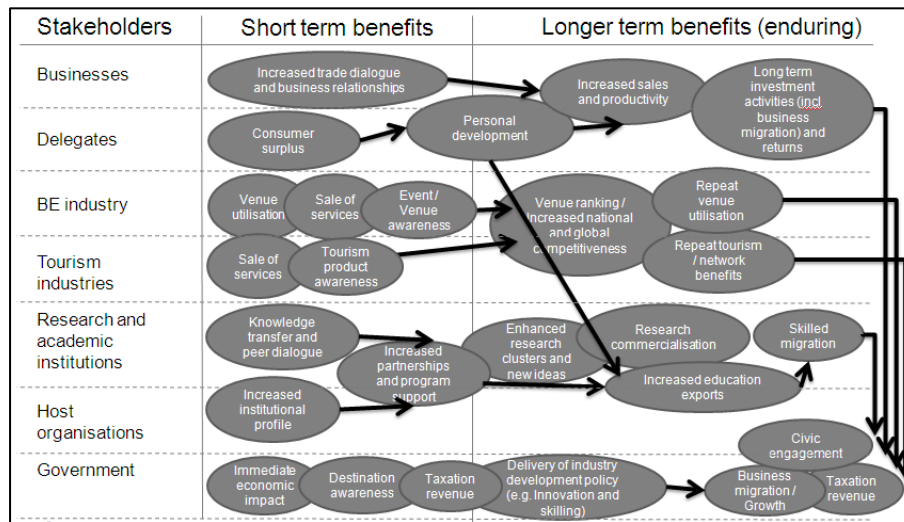 Stakeholders
Short term benefits
Longer term benefits (enduring)
Businesses
Increased trade dialogue
and business relationships
Increased sales
and productivity
Long term
investment
activities (incl
business
migration) and
returns
Delegates
Consumer
surplus
Personal
development
BE industry
Venue
utilisation
Sale of
services
Event /
Venue
awareness
Venue ranking /
Increased national
and global
competitiveness
Repeat
venue
utilisation
Tourism
industries
Sale of
services
Tourism
product
awareness
Repeat tourism
/ network
benefits
Research and
academic
institutions
Knowledge
transfer and
peer dialogue
Increased
partnerships
and program
support
Enhanced
research
clusters and
new ideas
Research
commercialisation
Skilled
migration
Increased education
exports
Host
organisations
Increased
institutional
profile
Civic
engagement
Government
Immediate
economic
impact
Destination
awareness
Taxation
revenue
Delivery of industry
development policy
(e.g. Innovation and
skilling)
Business
migration /
Growth
Taxation
revenue